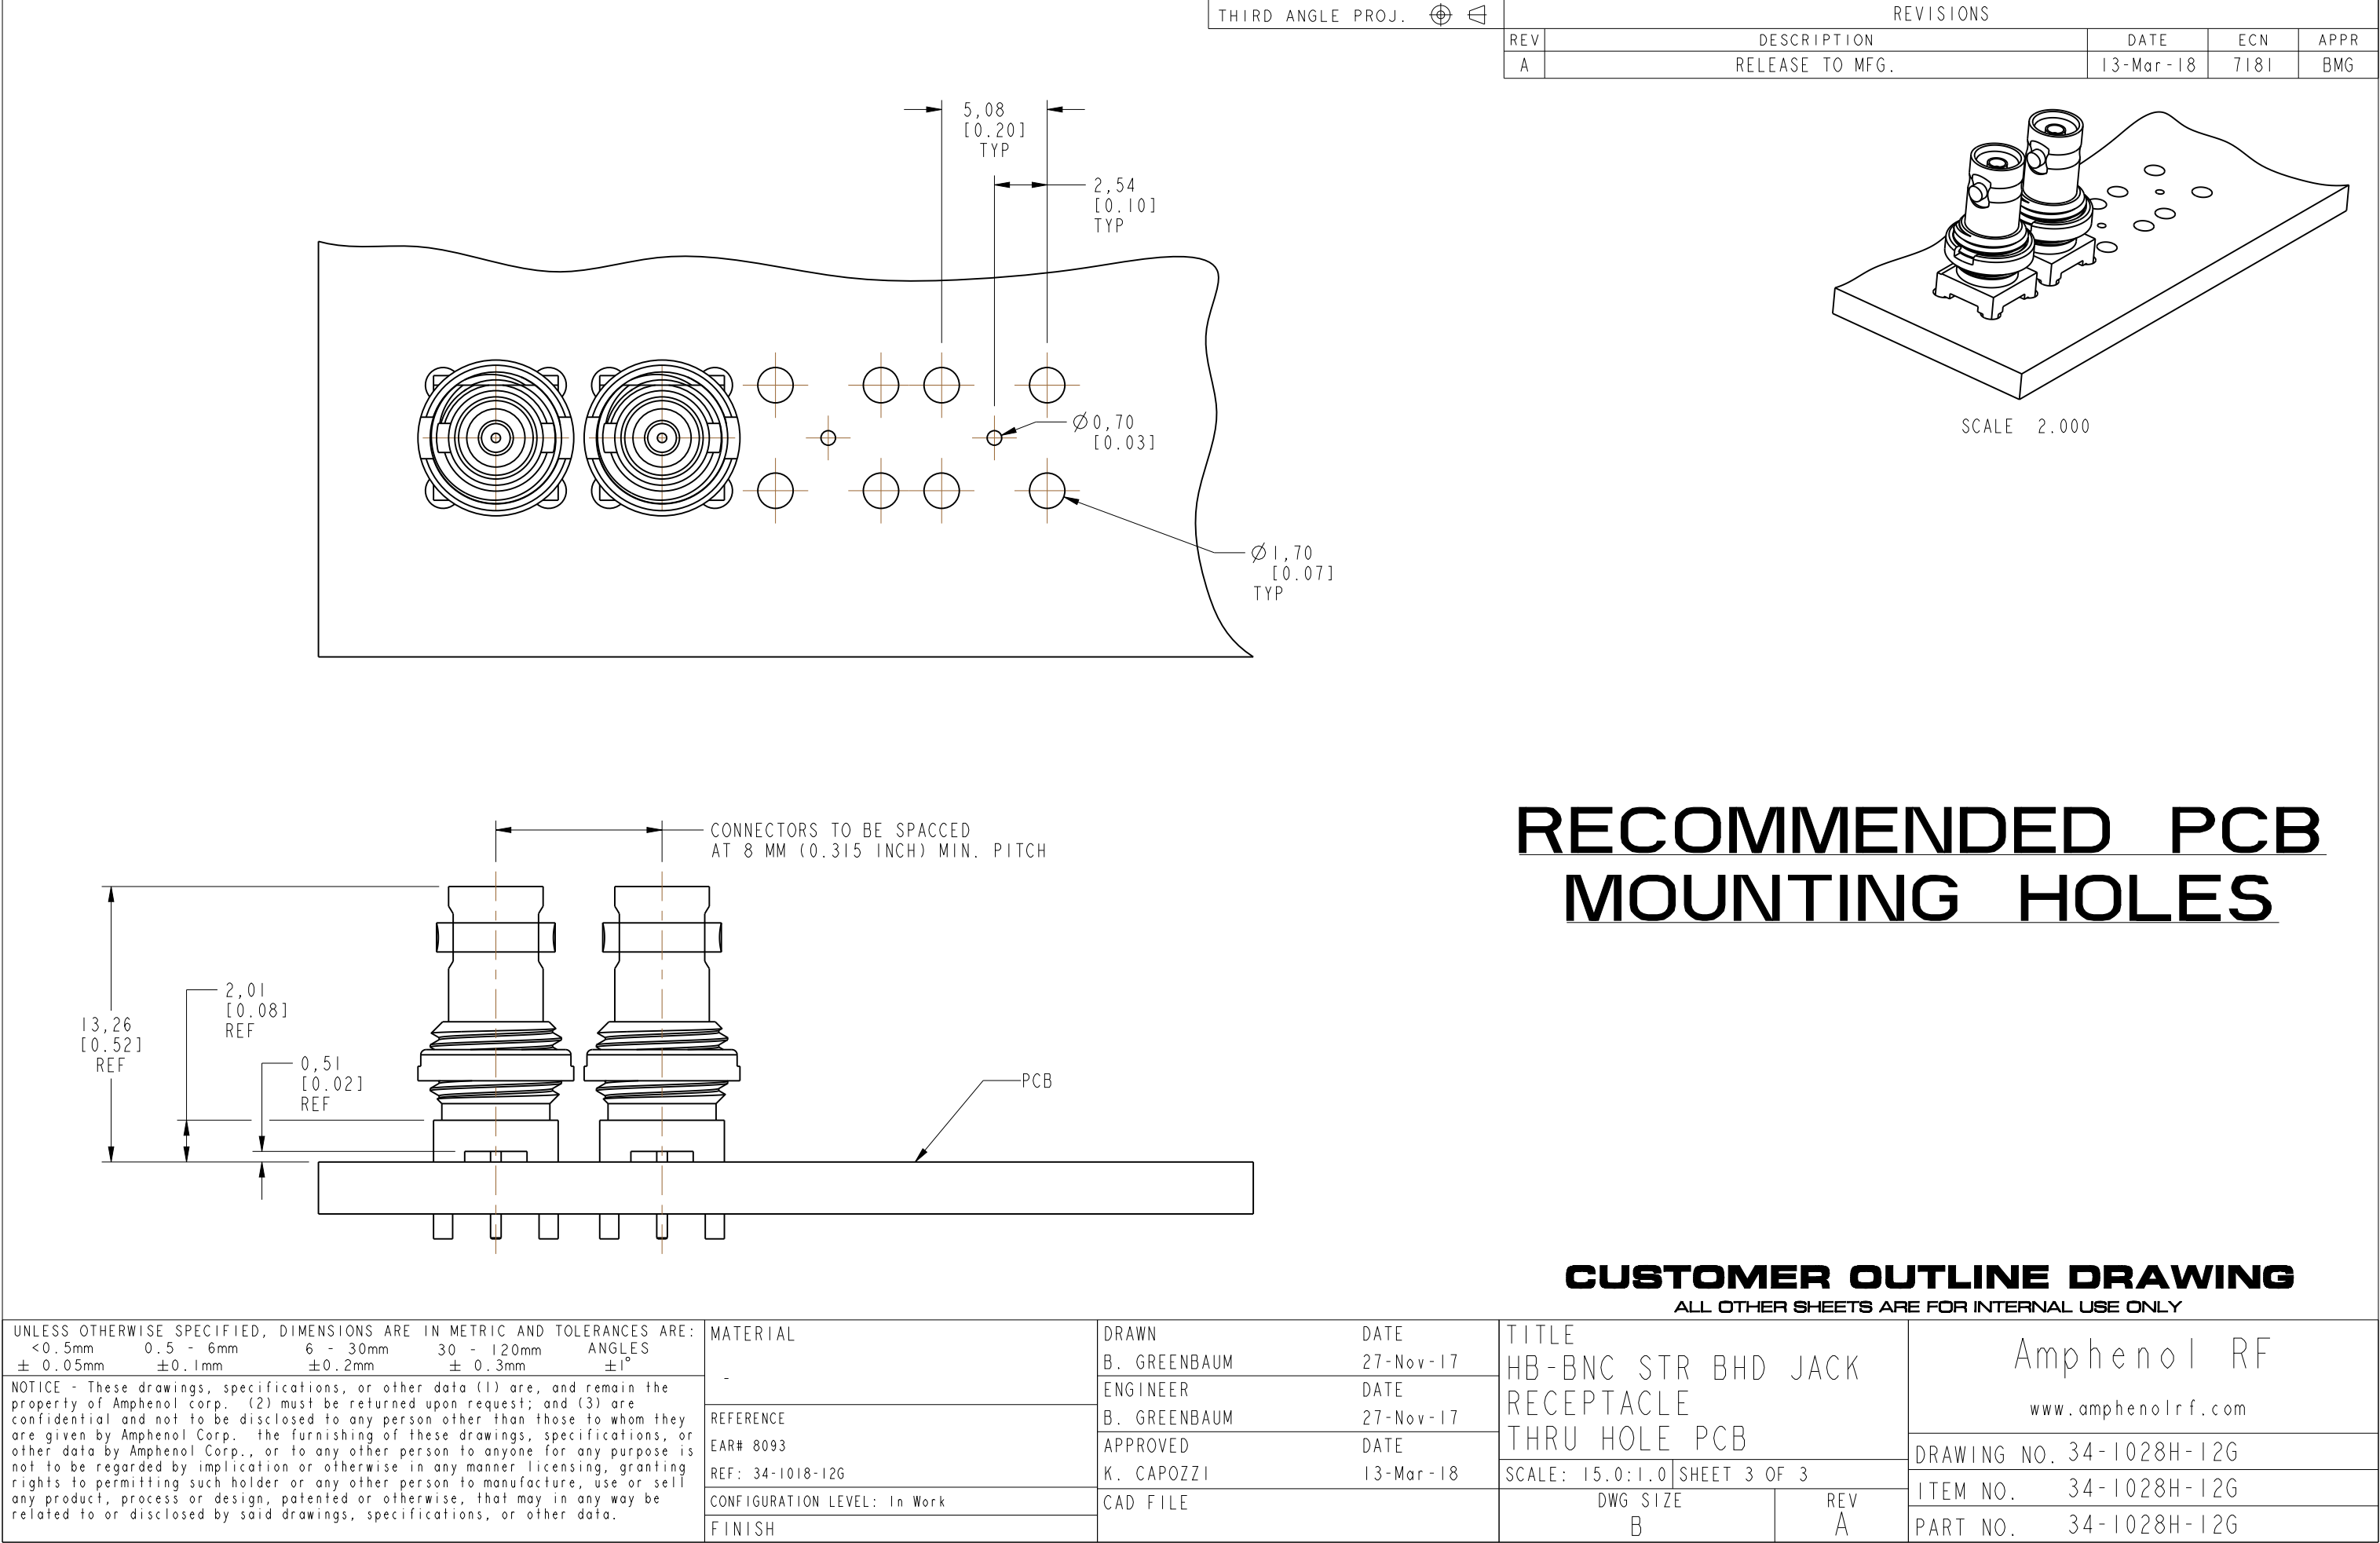 THIRD ANGLE PROJ.
REVISIONS
REV DESCRIPTION DATE ECN APPR
A RELEASE TO MFG. 13-Mar-18 7181 BMG
5,08
[0.20]
TYP
2,54
[0.10]
TYP
Ø0,70
[0.03]
Ø1,70
[0.07]
TYP
SCALE 2.000
CONNECTORS TO BE SPACCED
AT 8 MM (0.315 INCH) MIN. PITCH
13,26
[0.52]
REF
2,01
[0.08]
REF
0,51
[0.02]
REF
PCB
RECOMMENDED PCB
MOUNTING HOLES
CUSTOMER OUTLINE DRAWING
ALL OTHER SHEETS ARE FOR INTERNAL USE ONLY
UNLESS OTHERWISE SPECIFIED, DIMENSIONS ARE IN METRIC AND TOLERANCES ARE:
<0.5mm 0.5 - 6mm 6 - 30mm 30 - 120mm ANGLES
± 0.05mm ±0.1mm ±0.2mm ± 0.3mm ±1°
NOTICE - These drawings, specifications, or other data (1) are, and remain the
property of Amphenol corp. (2) must be returned upon request; and (3) are
confidential and not to be disclosed to any person other than those to whom they
are given by Amphenol Corp. the furnishing of these drawings, specifications, or
other data by Amphenol Corp., or to any other person to anyone for any purpose is
not to be regarded by implication or otherwise in any manner licensing, granting
rights to permitting such holder or any other person to manufacture, use or sell
any product, process or design, patented or otherwise, that may in any way be
related to or disclosed by said drawings, specifications, or other data.
MATERIAL
-
REFERENCE
EAR# 8093
REF: 34-1018-12G
CONFIGURATION LEVEL: In Work
FINISH
DRAWN DATE
B. GREENBAUM 27-Nov-17
ENGINEER DATE
B. GREENBAUM 27-Nov-17
APPROVED DATE
K. CAPOZZI 13-Mar-18
CAD FILE
TITLE
HB-BNC STR BHD JACK
RECEPTACLE
THRU HOLE PCB
SCALE: 15.0:1.0 SHEET 3 OF 3
DWG SIZE REV
B A
Amphenol RF
www.amphenolrf.com
DRAWING NO. 34-1028H-12G
ITEM NO. 34-1028H-12G
PART NO. 34-1028H-12G